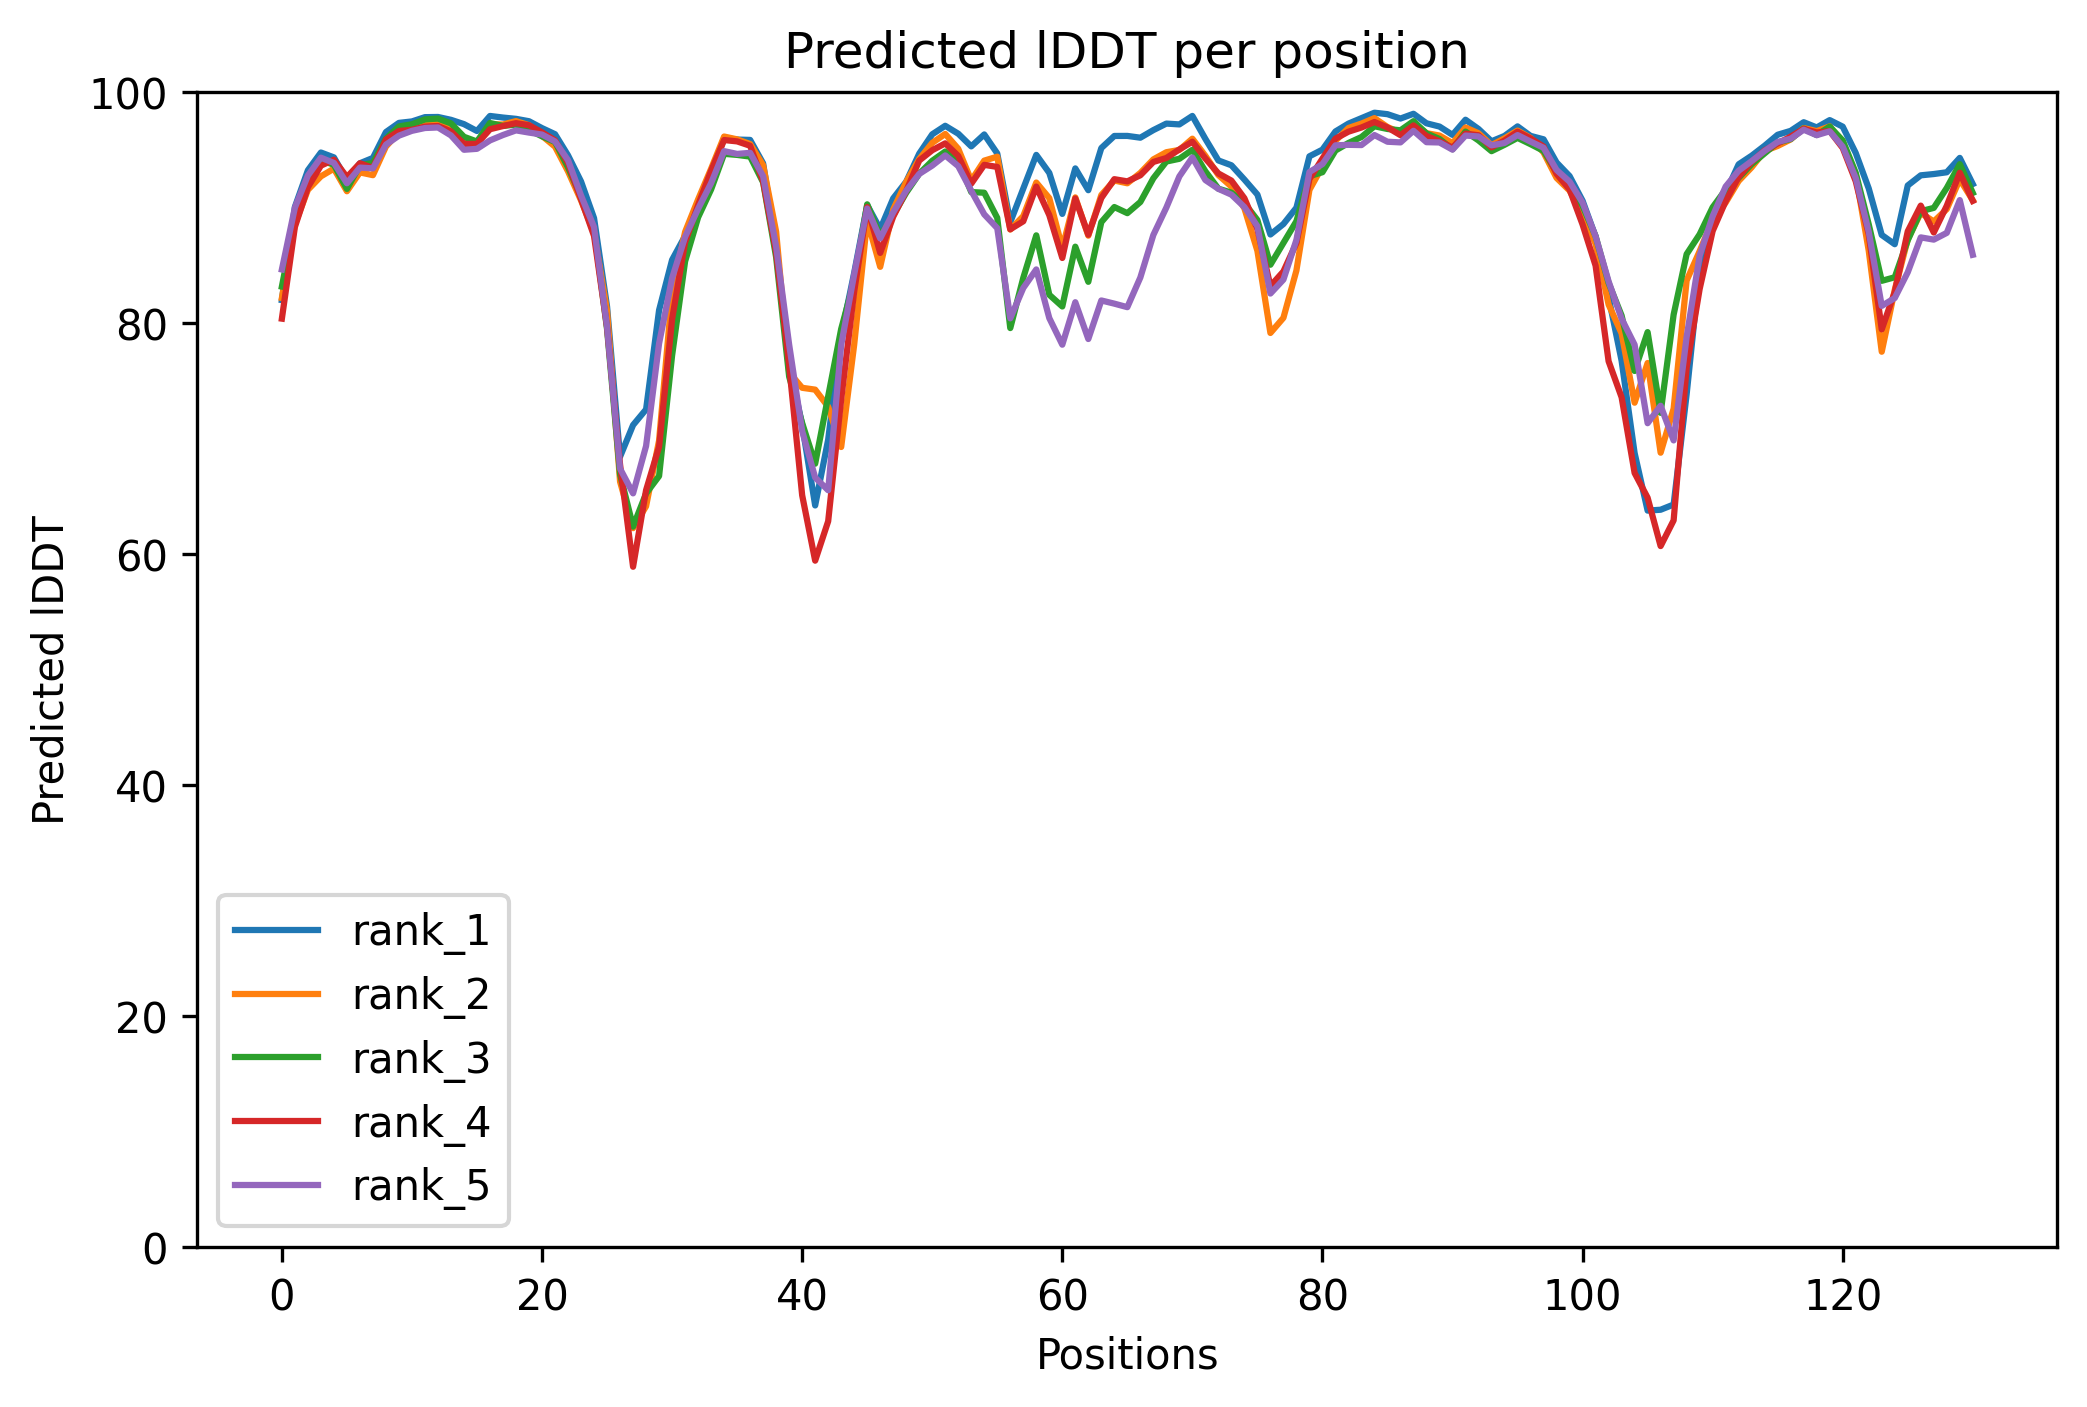 Predicted lDDT per position
Predicted lDDT
100
80
60
40
20
0
rank_1
rank_2
rank_3
rank_4
rank_5
0 20 40 60 80 100 120
Positions